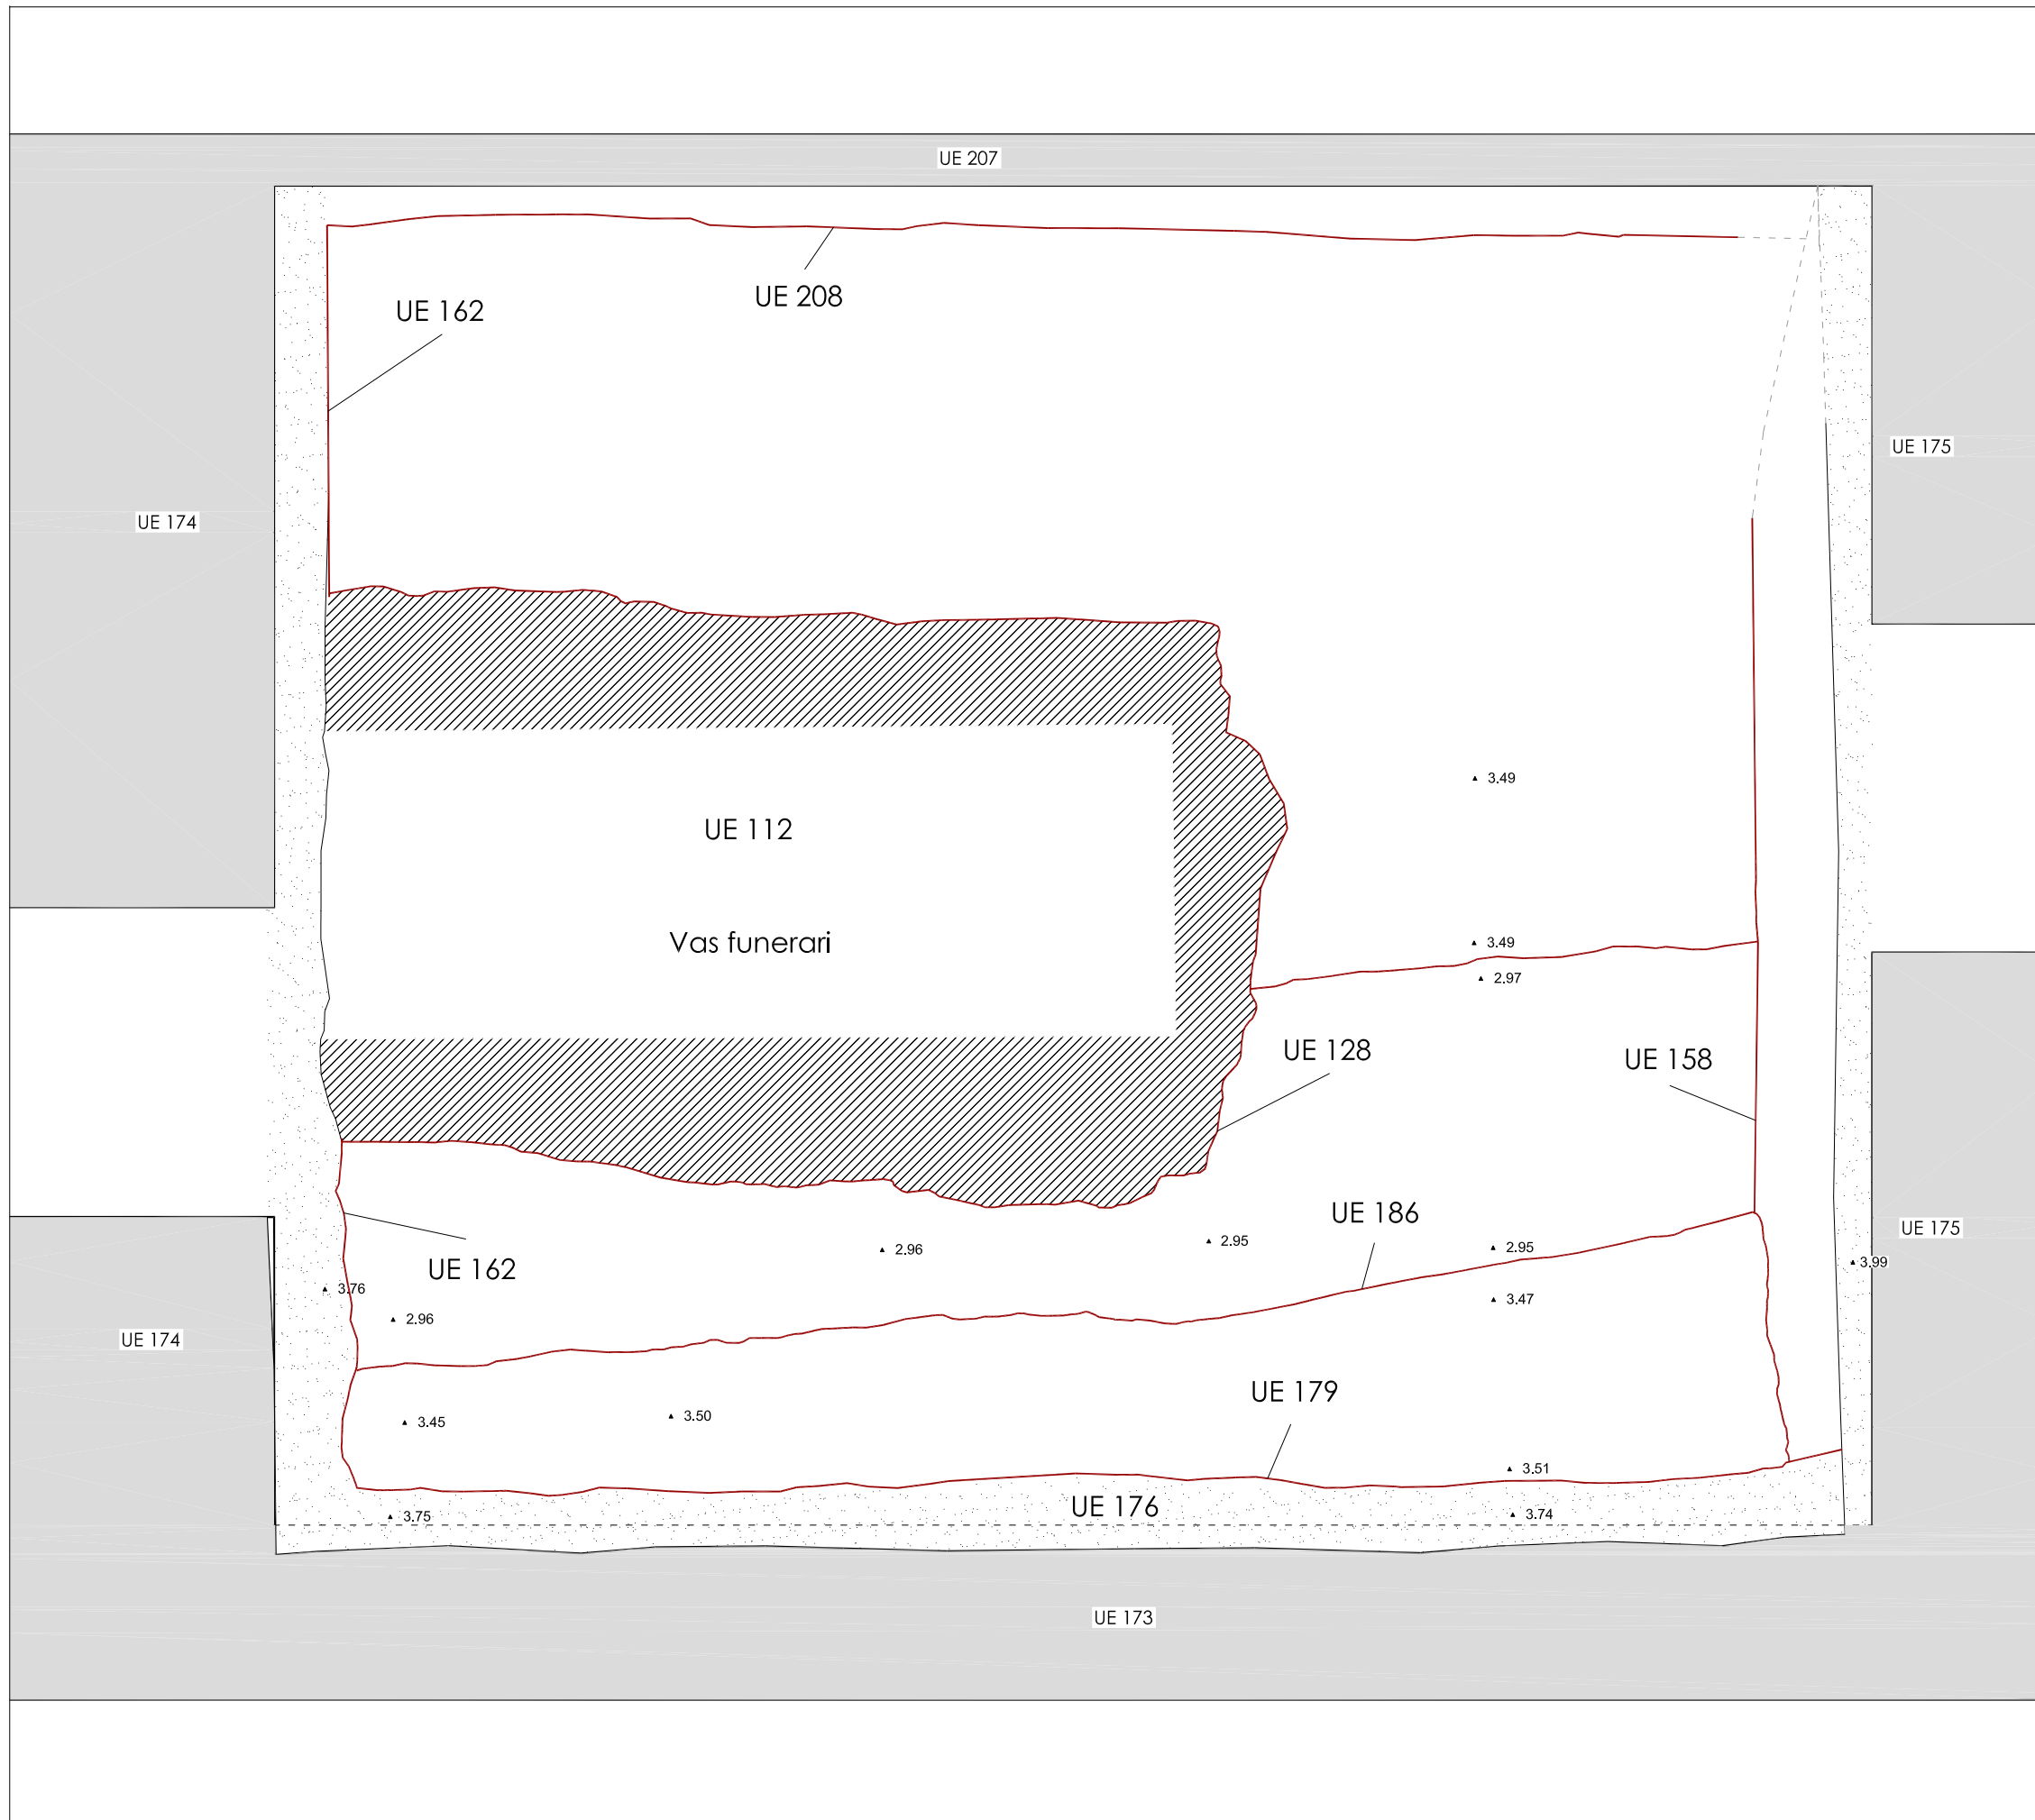 UE 207
UE 208
UE 162
UE 175
UE 174
3.49
UE 112
Vas funerari
3.49
2.97
UE 128
UE 158
UE 186
UE 175
2.95
2.95
2.96
UE 162
3.99
3.76
3.47
2.96
UE 174
UE 179
3.50
3.45
3.51
UE 176
3.74
3.75
UE 173